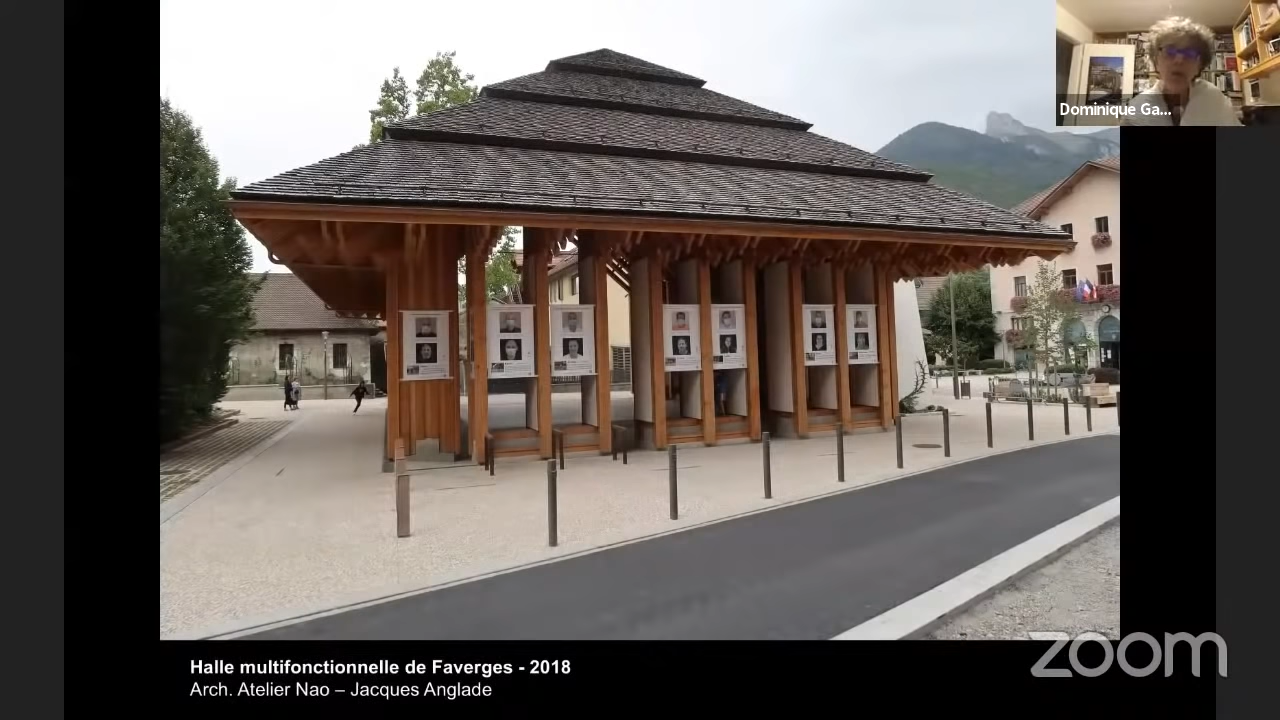 Dominique Ga...
zoom
Halle multifonctionnelle de Faverges - 2018
Arch. Atelier Nao – Jacques Anglade